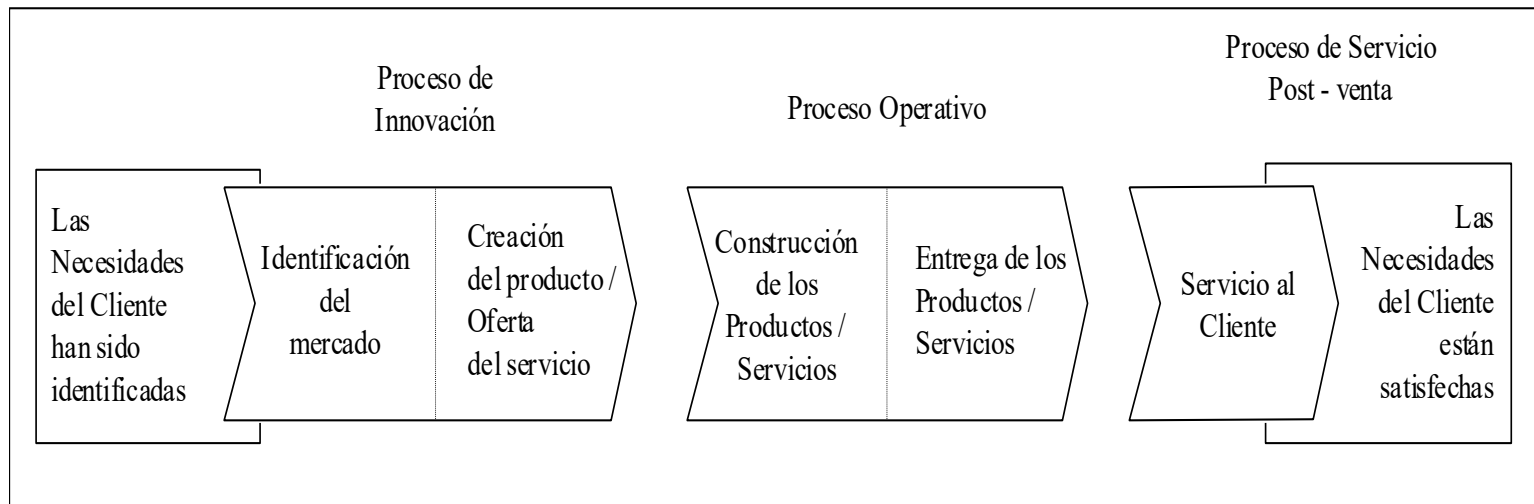 Proceso de
Innovación
Proceso Operativo
Proceso de Servicio
Post - venta
Las
Necesidades
del Cliente
han sido
identificadas
Identificación
del
mercado
Creación
del producto /
Oferta
del servicio
Construcción
de los
Productos /
Servicios
Entrega de los
Productos /
Servicios
Servicio al
Cliente
Las
Necesidades
del Cliente
están
satisfechas